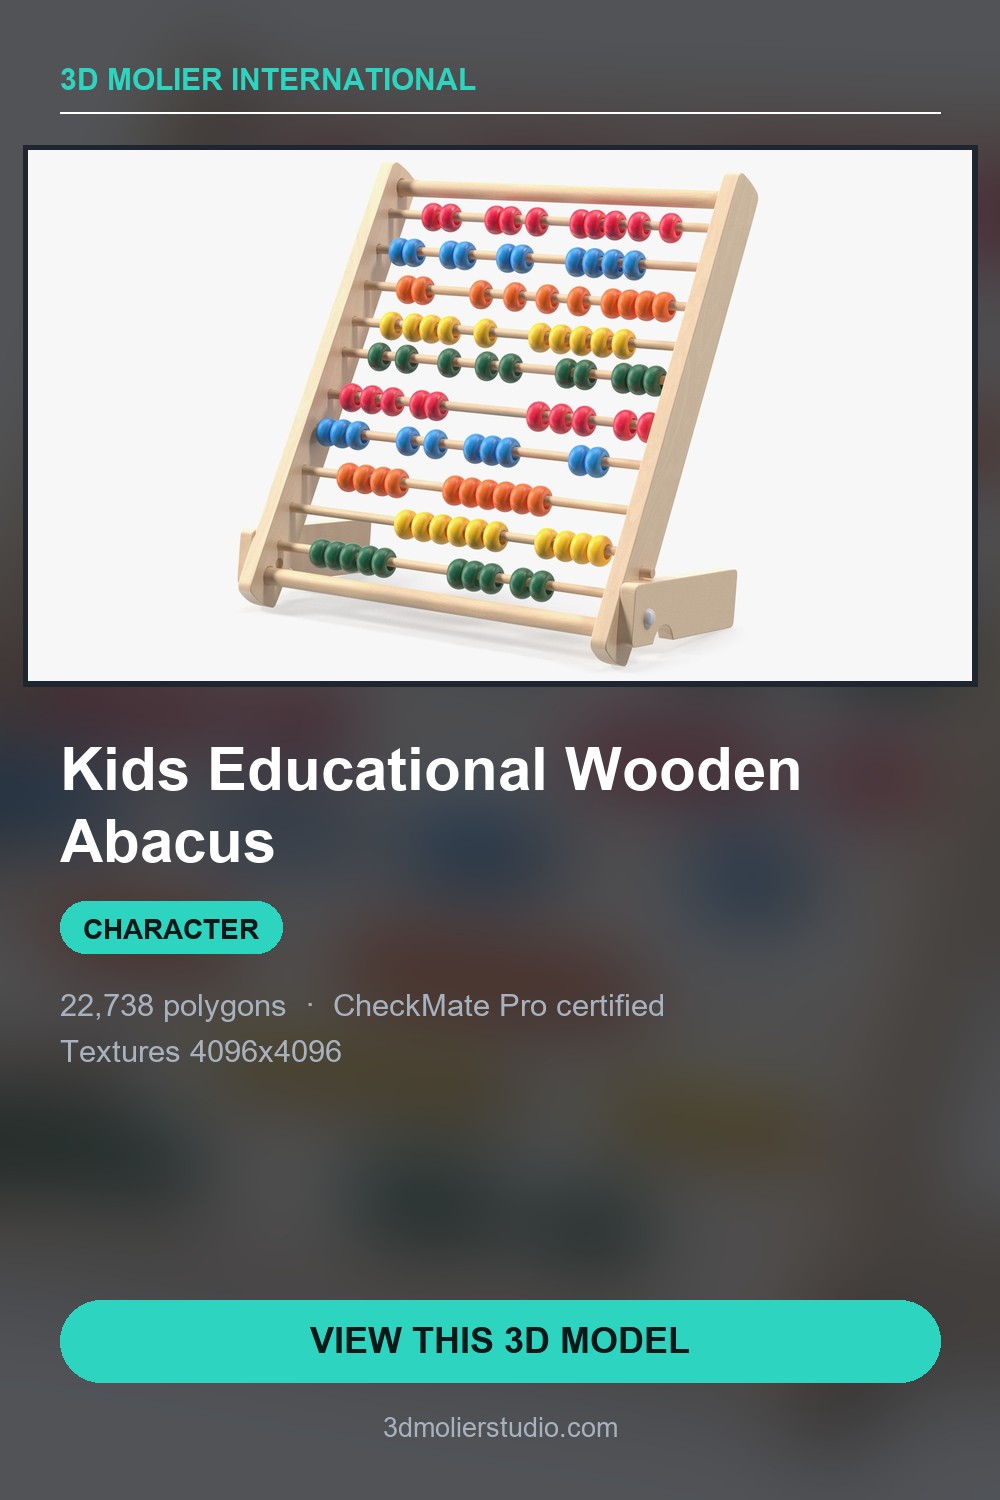 3D MOLIER INTERNATIONAL
Kids Educational Wooden
Abacus
CHARACTER
22,738 polygons · CheckMate Pro certified
Textures 4096x4096
VIEW THIS 3D MODEL
3dmolierstudio.com